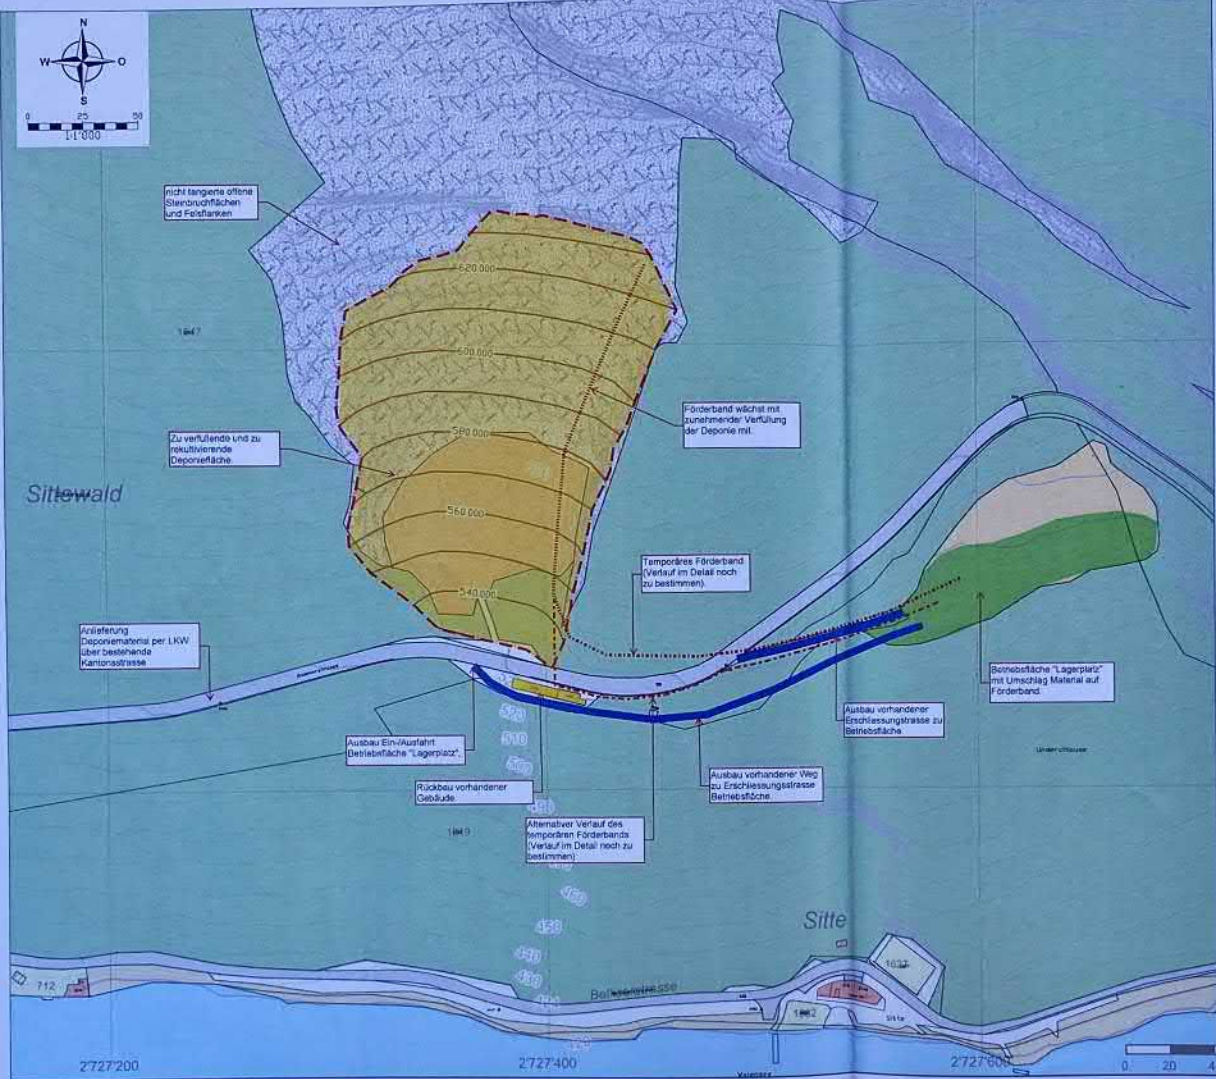 N
W
O
S
0 25 50
1:1'000
nicht tangierte offene
Steinbruchflächen
und Felsflanken
620.000
600.000
Förderband wächst mit
zunehmender Verfüllung
der Deponie mit.
580.000
Zu verfüllende und zu
rekultivierende
Deponiefläche.
Sittewald
560.000
Temporäres Förderband
(Verlauf im Detail noch
zu bestimmen).
540.000
Anlieferung
Deponiematerial per LKW
über bestehende
Kantonsstrasse
Betriebsfläche "Lagerplatz"
mit Umschlag Material auf
Förderband.
Ausbau vorhandener
Erschliessungstrasse zu
Betriebsfläche
520
510
500
Ausbau Ein-/Ausfahrt
Betriebsfläche "Lagerplatz".
Ausbau vorhandener Weg
zu Erschliessungsstrasse
Betriebsfläche.
Rückbau vorhandener
Gebäude.
490
Alternativer Verlauf des
temporären Förderbands
(Verlauf im Detail noch zu
bestimmen)
460
450
440
430
Sitte
712
1632
Sitte
2'727'200
2'727'400
2'727'600
Walensee
0 20